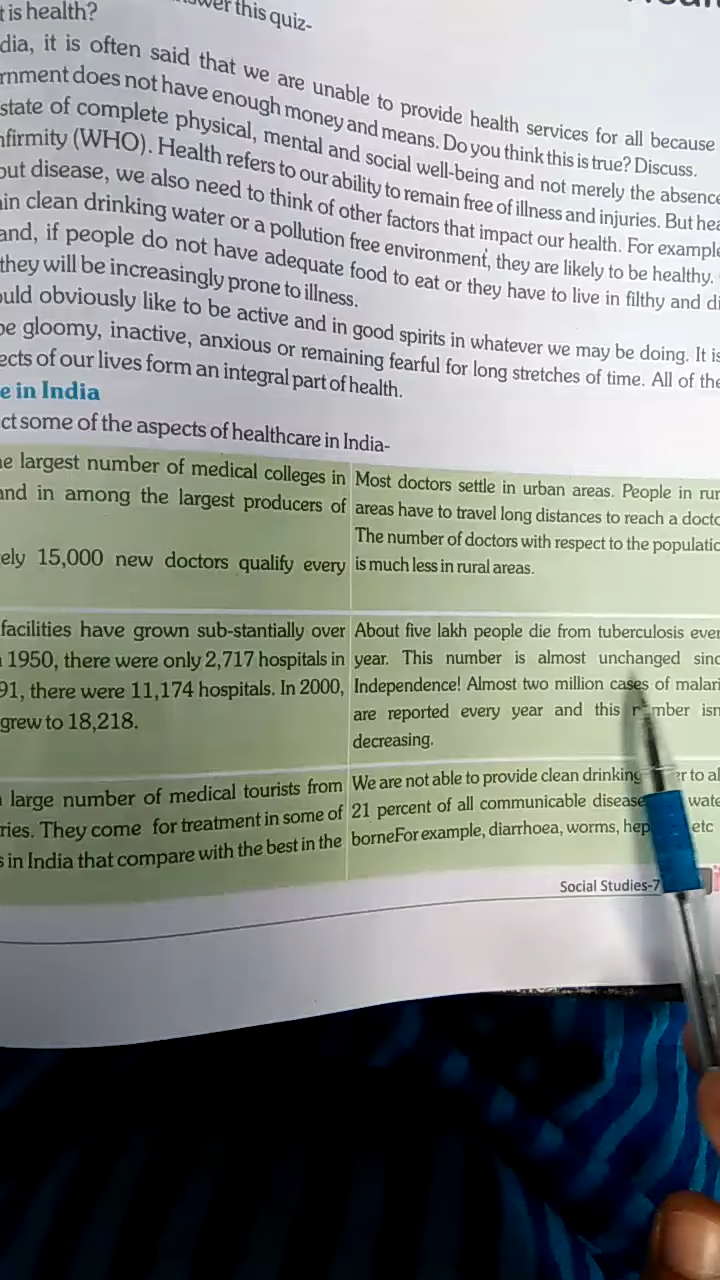 is health?
wer this quiz-
dia, it is often said that we are unable to provide health services for all because
rnment does not have enough money and means. Do you think this is true? Discuss.
state of complete physical, mental and social well-being and not merely the absence
nfirmity (WHO). Health refers to our ability to remain free of illness and injuries. But hea
out disease, we also need to think of other factors that impact our health. For example
in clean drinking water or a pollution free environment, they are likely to be healthy.
and, if people do not have adequate food to eat or they have to live in filthy and di
they will be increasingly prone to illness.
uld obviously like to be active and in good spirits in whatever we may be doing. It is
be gloomy, inactive, anxious or remaining fearful for long stretches of time. All of the
ects of our lives form an integral part of health.
e in India
ct some of the aspects of healthcare in India-
e largest number of medical colleges in
and in among the largest producers of
ely 15,000 new doctors qualify every
Most doctors settle in urban areas. People in rur
areas have to travel long distances to reach a docto
The number of doctors with respect to the populatio
is much less in rural areas.
facilities have grown sub-stantially over
1950, there were only 2,717 hospitals in
91, there were 11,174 hospitals. In 2000,
grew to 18,218.
About five lakh people die from tuberculosis ever
year. This number is almost unchanged sinc
Independence! Almost two million cases of malari
are reported every year and this n mber isn
decreasing.
large number of medical tourists from
ries. They come for treatment in some of
s in India that compare with the best in the
We are not able to provide clean drinking er to al
21 percent of all communicable disease wate
borneFor example, diarrhoea, worms, hep etc
Social Studies-7